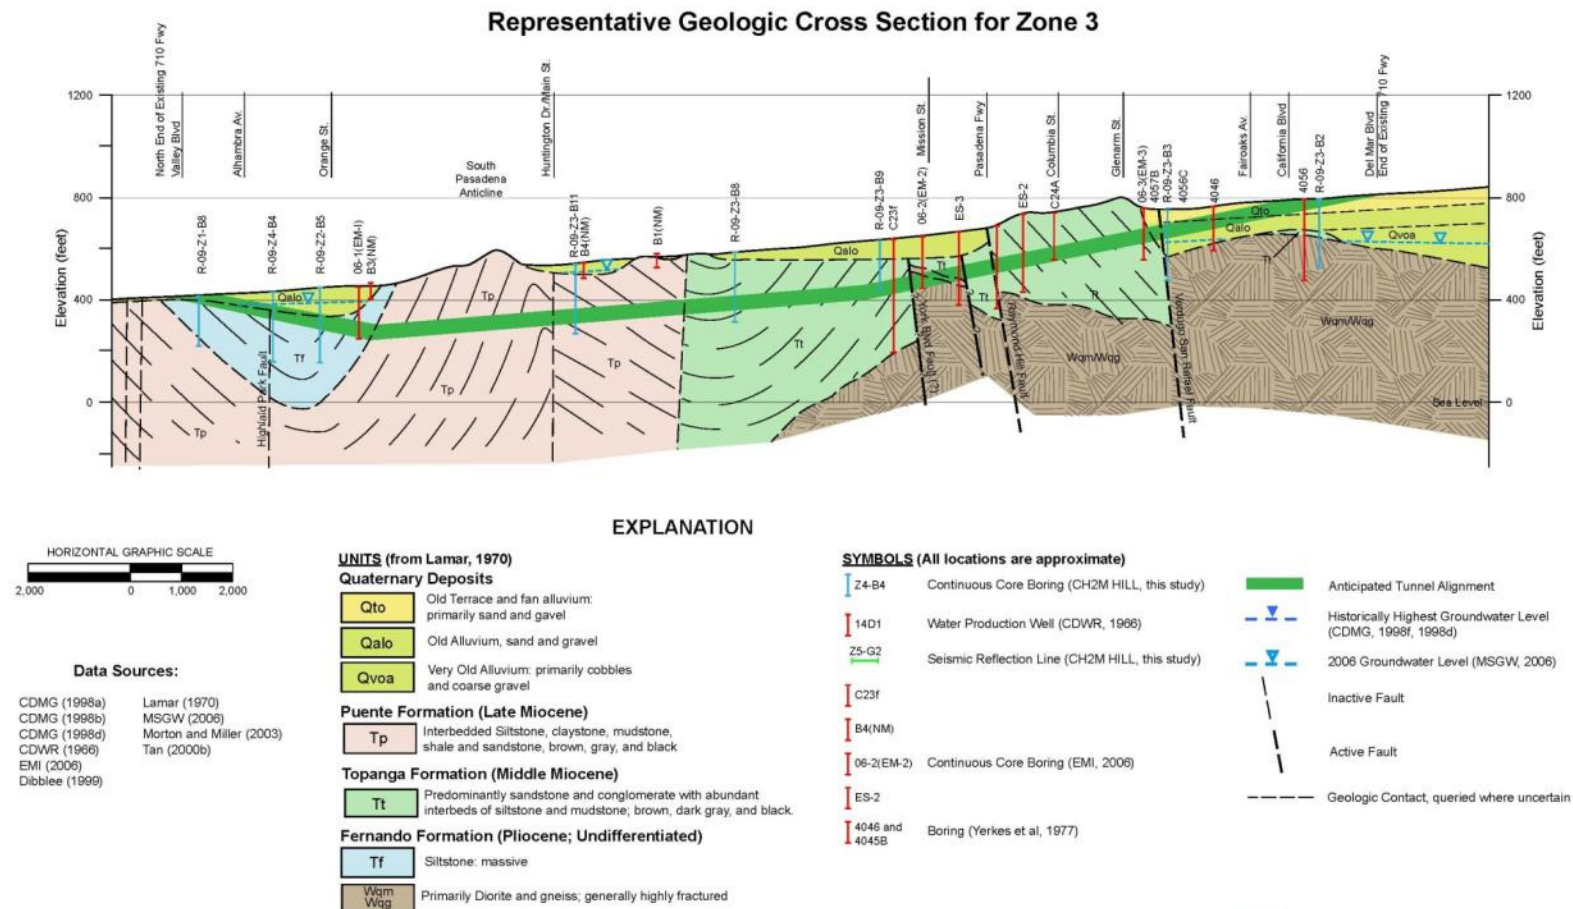 Representative Geologic Cross Section for Zone 3
North End of Existing 710 Fwy
Valley Blvd
Alhambra Av.
Orange St.
South
Pasadena
Anticline
Huntington Dr./Main St.
Mission St.
Pasadena Fwy
Columbia St.
Glenarm St.
Fairoaks Av.
California Blvd
Del Mar Blvd
End of Existing 710 Fwy
1200
800
400
0
Elevation (feet)
1200
800
400
0
Elevation (feet)
R-09-Z1-B8
R-09-Z4-B4
R-09-Z2-B5
06-1(EM-I)
B3(NM)
R-09-Z3-B11
B4(NM)
B1(NM)
R-09-Z3-B8
R-09-Z3-B9
C23f
06-2(EM-2)
ES-3
ES-2
C24A
06-3(EM-3)
4057B
R-09-Z3-B3
4056C
4046
4056
R-09-Z3-B2
Qalo
Tf
Tp
Tp
Tp
Tp
Tt
Qalo
Tt
Tt
Qto
Qalo
Qvoa
Tt
Wqm/Wqg
Wqm/Wqg
Sea Level
Highland Park Fault
York Blvd Fault (?)
Raymond Hill Fault
Verdugo San Rafael Fault
EXPLANATION
HORIZONTAL GRAPHIC SCALE
2,000 0 1,000 2,000
Data Sources:
CDMG (1998a) Lamar (1970)
CDMG (1998b) MSGW (2006)
CDMG (1998d) Morton and Miller (2003)
CDWR (1966) Tan (2000b)
EMI (2006)
Dibblee (1999)
UNITS (from Lamar, 1970)
Quaternary Deposits
Qto
Old Terrace and fan alluvium:
primarily sand and gavel
Qalo Old Alluvium, sand and gravel
Qvoa
Very Old Alluvium: primarily cobbles
and coarse gravel
Puente Formation (Late Miocene)
Tp
Interbedded Siltstone, claystone, mudstone,
shale and sandstone, brown, gray, and black
Topanga Formation (Middle Miocene)
Tt
Predominantly sandstone and conglomerate with abundant
interbeds of siltstone and mudstone; brown, dark gray, and black.
Fernando Formation (Pliocene; Undifferentiated)
Tf Siltstone: massive
Wqm
Wqg
Primarily Diorite and gneiss; generally highly fractured
SYMBOLS (All locations are approximate)
Z4-B4 Continuous Core Boring (CH2M HILL, this study)
14D1 Water Production Well (CDWR, 1966)
Z5-G2 Seismic Reflection Line (CH2M HILL, this study)
C23f
B4(NM)
06-2(EM-2) Continuous Core Boring (EMI, 2006)
ES-2
4046 and
4045B
Boring (Yerkes et al, 1977)
Anticipated Tunnel Alignment
Historically Highest Groundwater Level
(CDMG, 1998f, 1998d)
2006 Groundwater Level (MSGW, 2006)
Inactive Fault
Active Fault
Geologic Contact, queried where uncertain